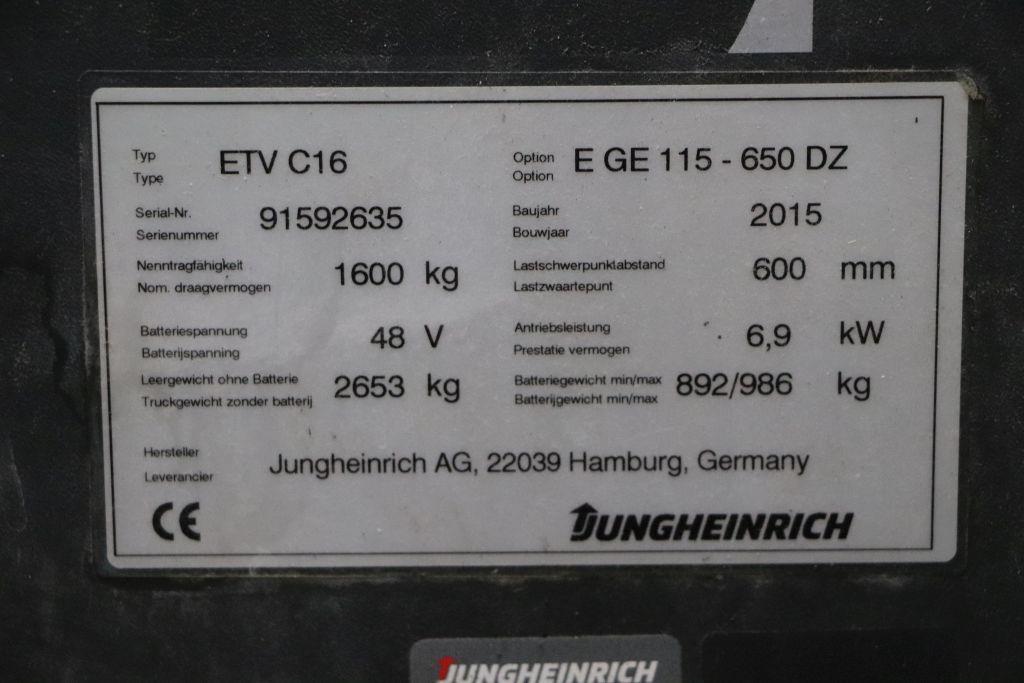 Typ ETV C16 Option E GE 115 - 650 DZ
Type Option
Serial-Nr. 91592635 Baujahr 2015
Serienummer Bouwjaar
Nenntragfähigkeit 1600 kg Lastschwerpunktabstand 600 mm
Nom. draagvermogen Lastzwaartepunt
Batteriespannung 48 V Antriebsleistung 6,9 kW
Batterijspanning Prestatie vermogen
Leergewicht ohne Batterie 2653 kg Batteriegewicht min/max 892/986 kg
Truckgewicht zonder batterij Batterijgewicht min/max
Hersteller Jungheinrich AG, 22039 Hamburg, Germany
Leverancier
CE JUNGHEINRICH
JUNGHEINRICH